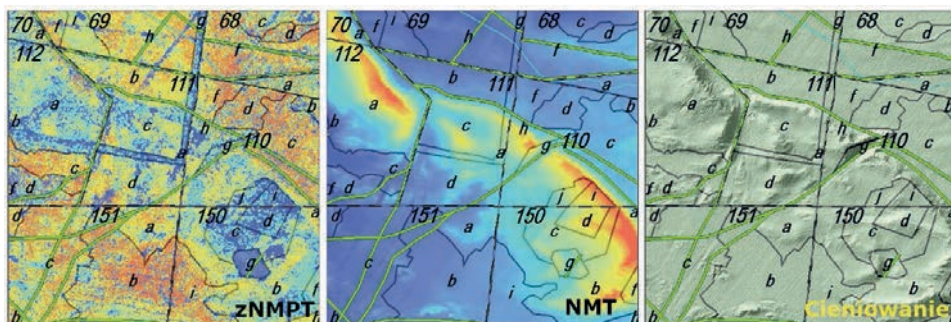 70 f i 69 68 c
a g d
112 h f
b 111 a
a f d b
b c h
g 110
a c
f d d i
d 151 150 d a
a c
c g
b i f
b zNMPT b
70 f i 69 68 c
a g d
112 h f
b 111 a
a f d b
b c h
g 110
a c
f d d i
d 151 150 d a
a c
c g
b i f
b NMT b
70 f i 69 68 c
a g d
112 h f
b 111 a
a f d b
b c h
g 110
a c
f d d i
d 151 150 d a
a c
c g
b i f
b Cieniowanie